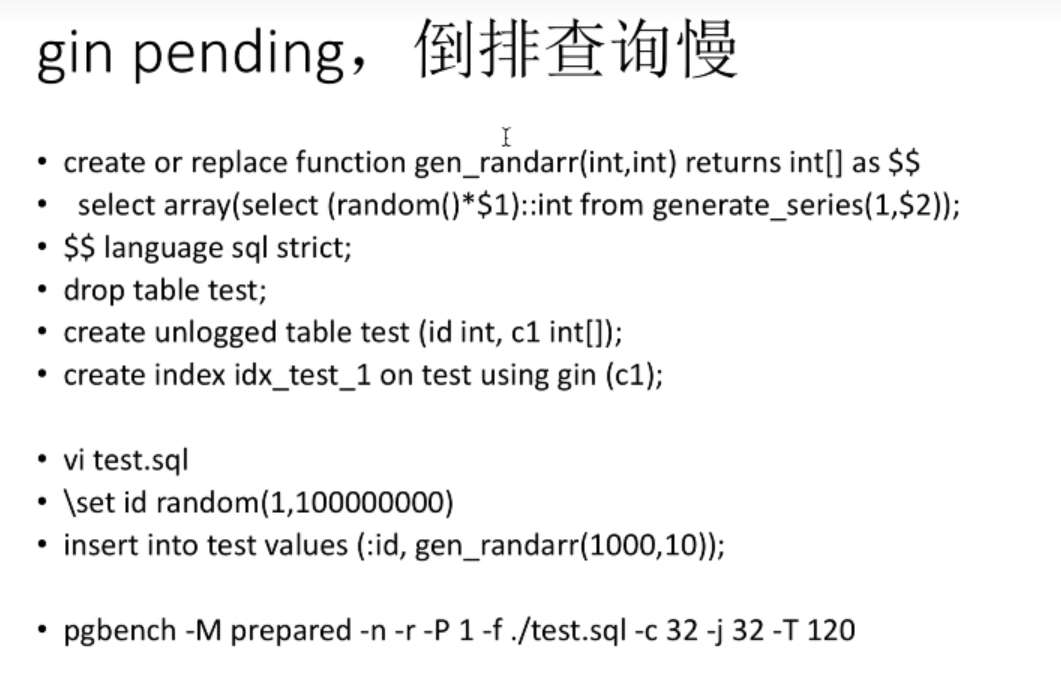 gin pending，倒排查询慢
• create or replace function gen_randarr(int,int) returns int[] as $$
• select array(select (random()*$1)::int from generate_series(1,$2));
• $$ language sql strict;
• drop table test;
• create unlogged table test (id int, c1 int[]);
• create index idx_test_1 on test using gin (c1);
• vi test.sql
• \set id random(1,100000000)
• insert into test values (:id, gen_randarr(1000,10));
• pgbench -M prepared -n -r -P 1 -f ./test.sql -c 32 -j 32 -T 120